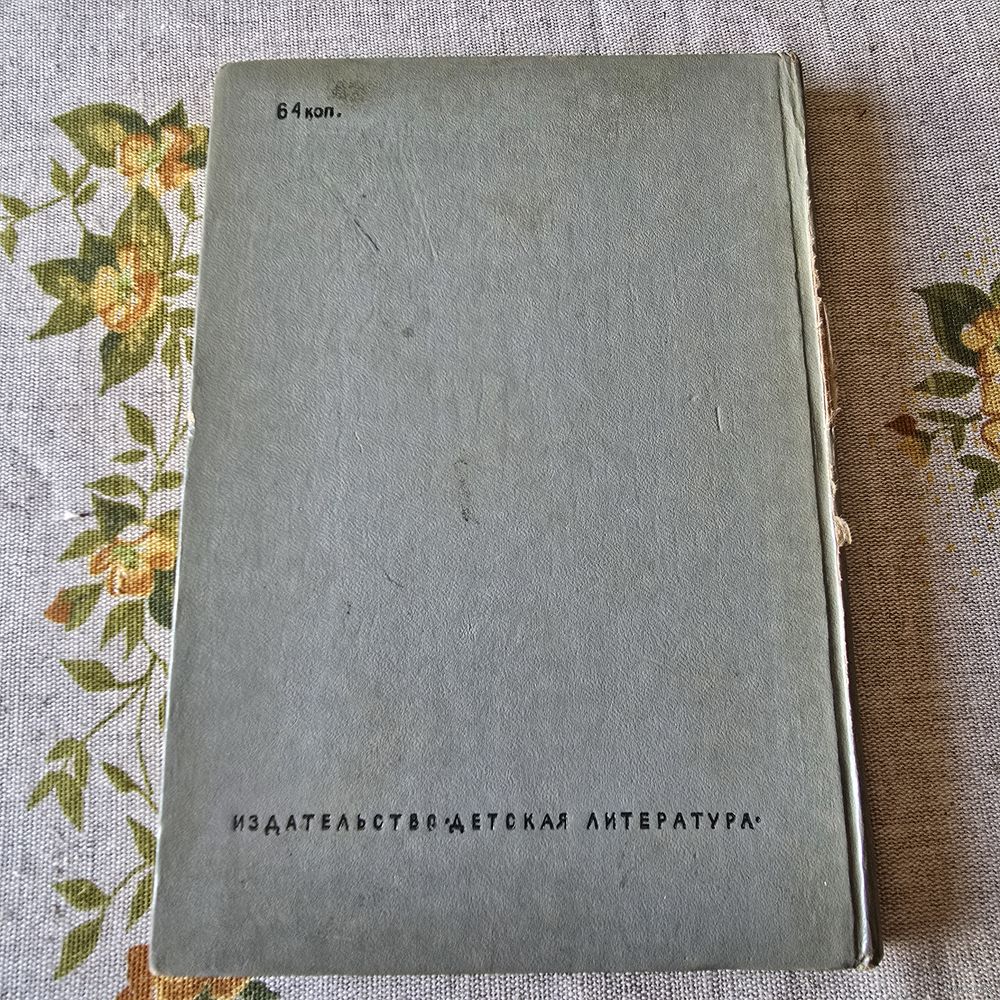 64 коп.
ИЗДАТЕЛЬСТВО «ДЕТСКАЯ ЛИТЕРАТУРА»